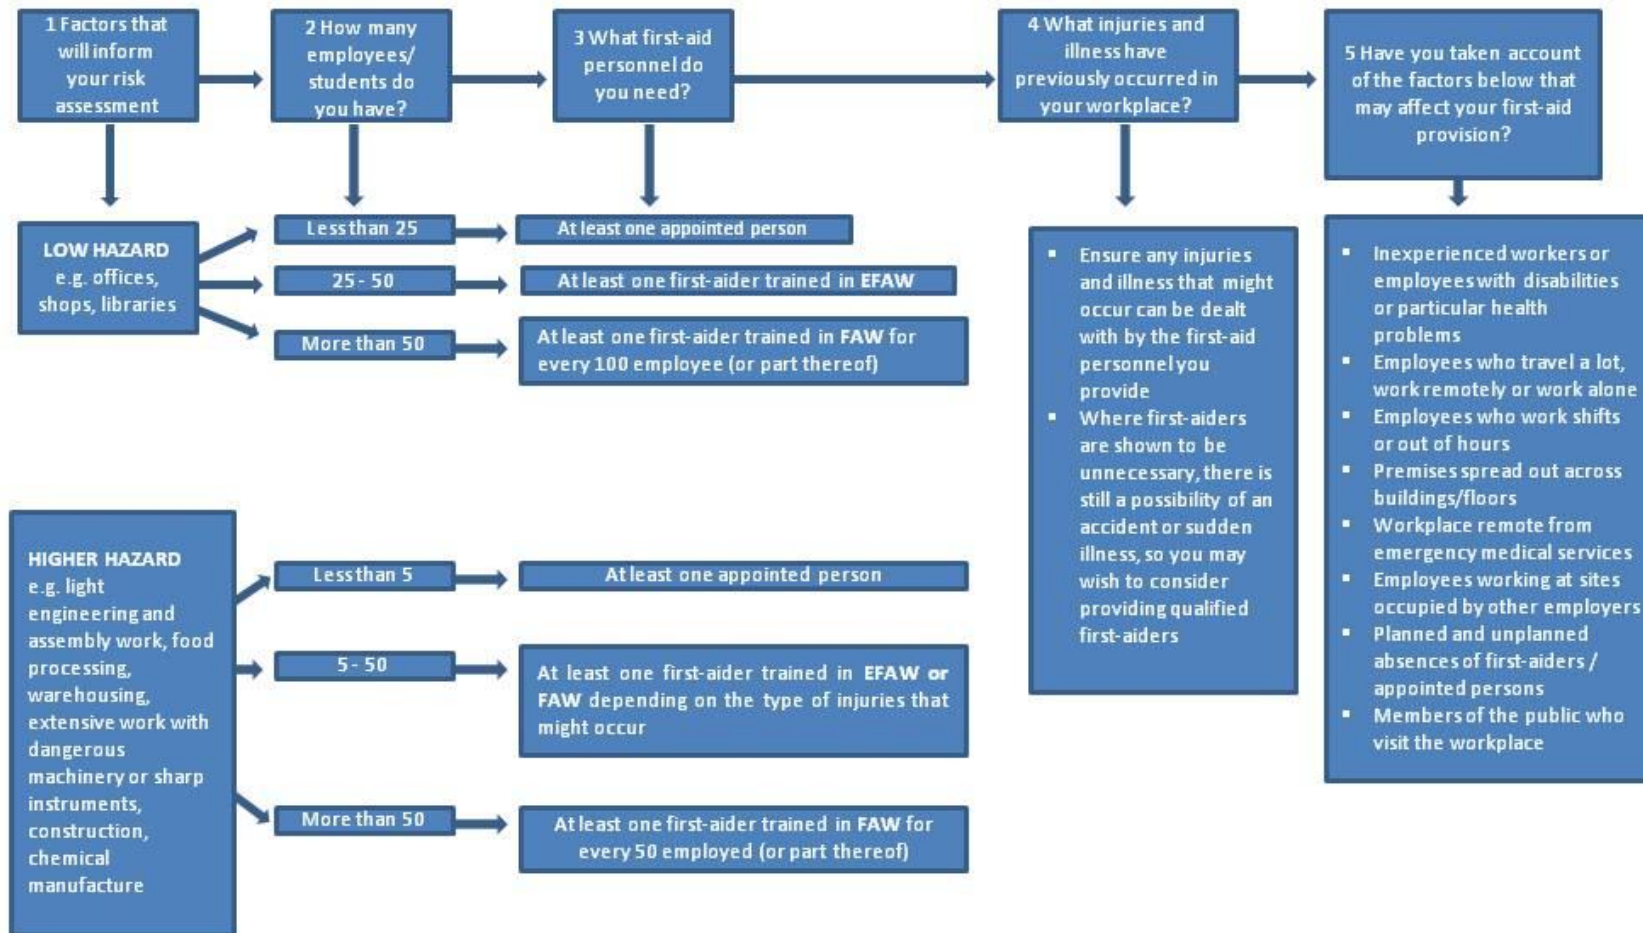 1 Factors that
will inform
your risk
assessment
2 How many
employees/
students do
you have?
3 What first-aid
personnel do
you need?
4 What injuries and
illness have
previously occurred in
your workplace?
5 Have you taken account
of the factors below that
may affect your first-aid
provision?
LOW HAZARD
e.g. offices,
shops, libraries
Less than 25
At least one appointed person
25 - 50
At least one first-aider trained in EFAW
More than 50
At least one first-aider trained in FAW for
every 100 employee (or part thereof)
HIGHER HAZARD
e.g. light
engineering and
assembly work, food
processing,
warehousing,
extensive work with
dangerous
machinery or sharp
instruments,
construction,
chemical
manufacture
Less than 5
At least one appointed person
5 - 50
At least one first-aider trained in EFAW or
FAW depending on the type of injuries that
might occur
More than 50
At least one first-aider trained in FAW for
every 50 employed (or part thereof)
▪ Ensure any injuries
and illness that might
occur can be dealt
with by the first-aid
personnel you
provide
▪ Where first-aiders
are shown to be
unnecessary, there is
still a possibility of an
accident or sudden
illness, so you may
wish to consider
providing qualified
first-aiders
▪ Inexperienced workers or
employees with disabilities
or particular health
problems
▪ Employees who travel a lot,
work remotely or work alone
▪ Employees who work shifts
or out of hours
▪ Premises spread out across
buildings/floors
▪ Workplace remote from
emergency medical services
▪ Employees working at sites
occupied by other employers
▪ Planned and unplanned
absences of first-aiders /
appointed persons
▪ Members of the public who
visit the workplace